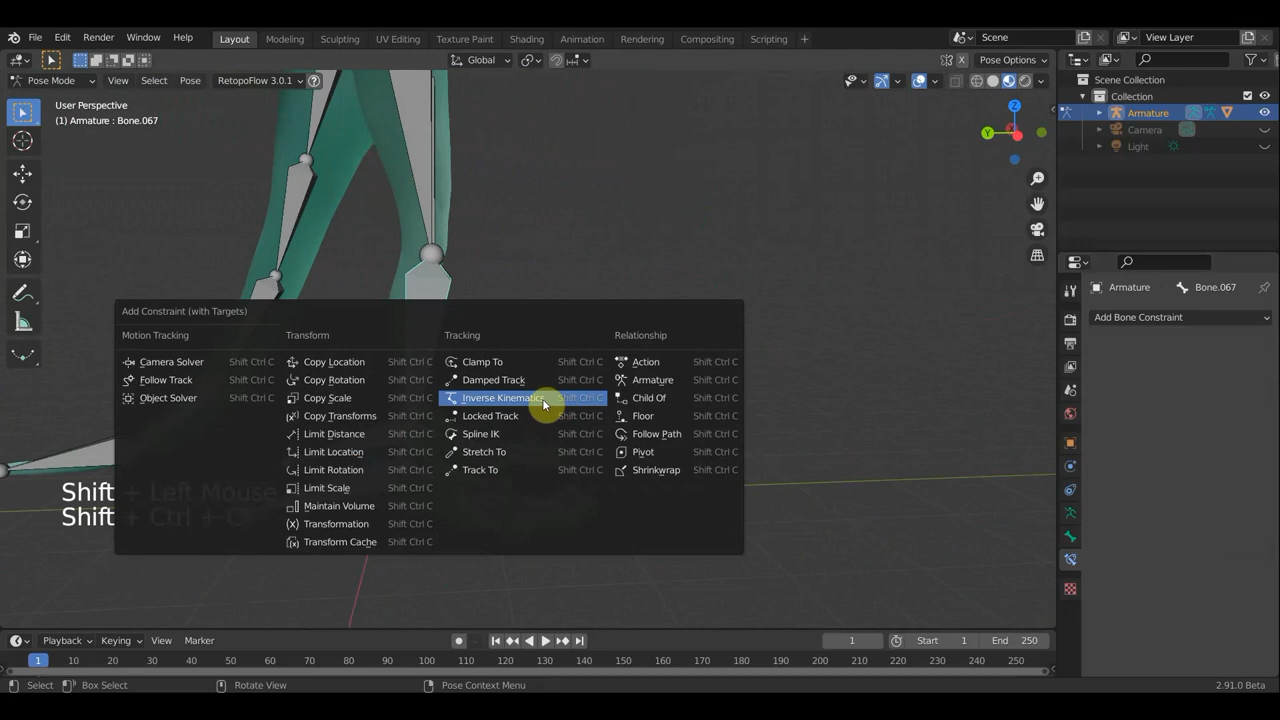 File Edit Render Window Help Layout Modeling Sculpting UV Editing Texture Paint Shading Animation Rendering Compositing Scripting + Scene View Layer
Global X Pose Options
Pose Mode View Select Pose RetopoFlow 3.0.1 ?
User Perspective
(1) Armature : Bone.067
Z
Y
X
Scene Collection
Collection
Armature
Camera
Light
Armature Bone.067
Add Bone Constraint
Add Constraint (with Targets)
Motion Tracking Transform Tracking Relationship
Camera Solver Shift Ctrl C Copy Location Shift Ctrl C Clamp To Shift Ctrl C Action Shift Ctrl C
Follow Track Shift Ctrl C Copy Rotation Shift Ctrl C Damped Track Shift Ctrl C Armature Shift Ctrl C
Object Solver Shift Ctrl C Copy Scale Shift Ctrl C Inverse Kinematics Shift Ctrl C Child Of Shift Ctrl C
Copy Transforms Shift Ctrl C Locked Track Shift Ctrl C Floor Shift Ctrl C
Limit Distance Shift Ctrl C Spline IK Shift Ctrl C Follow Path Shift Ctrl C
Limit Location Shift Ctrl C Stretch To Shift Ctrl C Pivot Shift Ctrl C
Limit Rotation Shift Ctrl C Track To Shift Ctrl C Shrinkwrap Shift Ctrl C
Limit Scale Shift Ctrl C
Maintain Volume Shift Ctrl C
Transformation Shift Ctrl C
Transform Cache Shift Ctrl C
Shift + Left Mouse
Shift + Ctrl + C
Playback Keying View Marker 1 Start 1 End 250
1 10 20 30 40 50 60 70 80 90 100 110 120 130 140 150 160 170 180 190 200 210 220 230 240 250
Select Box Select Rotate View Pose Context Menu 2.91.0 Beta